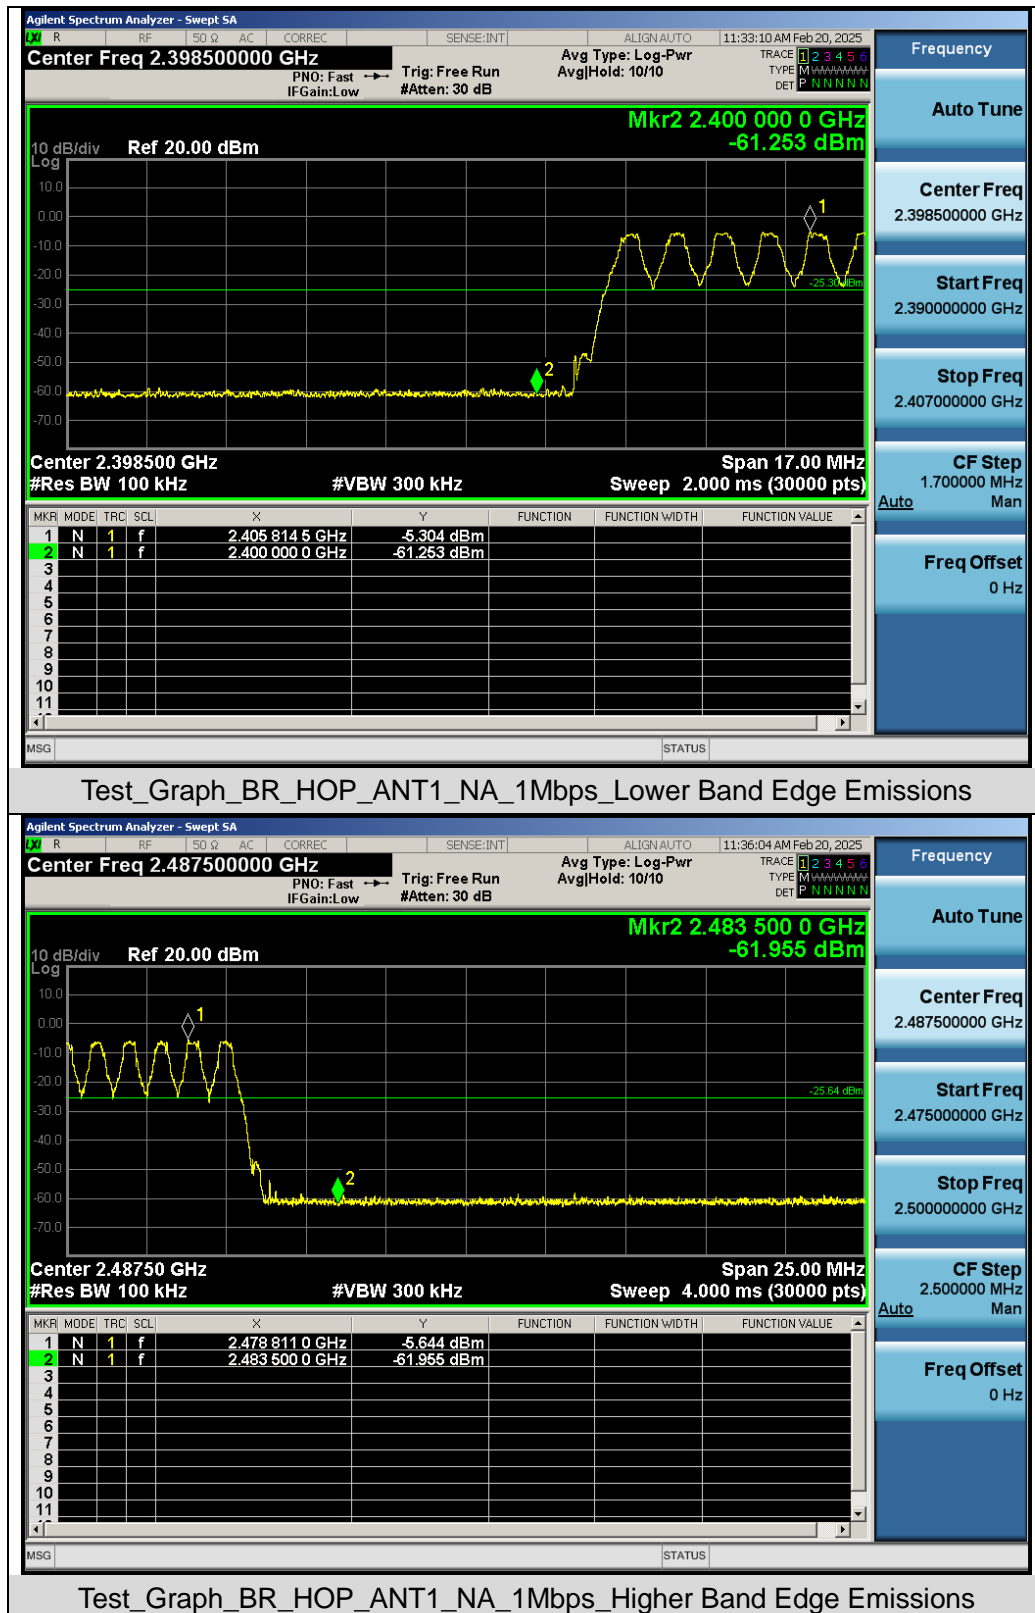 Agilent Spectrum Analyzer - Swept SA
LXI R RF 50 Ω AC CORREC SENSE:INT ALIGN AUTO 11:33:10 AM Feb 20, 2025
Center Freq 2.398500000 GHz
PNO: Fast
IFGain:Low
Trig: Free Run
#Atten: 30 dB
Avg Type: Log-Pwr
Avg|Hold: 10/10
TRACE 1 2 3 4 5 6
TYPE M WWWWW
DET P N N N N N
Frequency
Auto Tune
Center Freq
2.398500000 GHz
Start Freq
2.390000000 GHz
Stop Freq
2.407000000 GHz
CF Step
1.700000 MHz
Auto Man
Freq Offset
0 Hz
Mkr2 2.400 000 0 GHz
-61.253 dBm
10 dB/div Ref 20.00 dBm
Log
10.0
0.00
-10.0
-20.0
-30.0
-40.0
-50.0
-60.0
-70.0
1
2
-25.30 dBm
Center 2.398500 GHz Span 17.00 MHz
#Res BW 100 kHz #VBW 300 kHz Sweep 2.000 ms (30000 pts)
MKR MODE TRC SCL X Y FUNCTION FUNCTION WIDTH FUNCTION VALUE
1 N 1 f 2.405 814 5 GHz -5.304 dBm
2 N 1 f 2.400 000 0 GHz -61.253 dBm
3
4
5
6
7
8
9
10
11
MSG STATUS
Test_Graph_BR_HOP_ANT1_NA_1Mbps_Lower Band Edge Emissions
Agilent Spectrum Analyzer - Swept SA
LXI R RF 50 Ω AC CORREC SENSE:INT ALIGN AUTO 11:36:04 AM Feb 20, 2025
Center Freq 2.487500000 GHz
PNO: Fast
IFGain:Low
Trig: Free Run
#Atten: 30 dB
Avg Type: Log-Pwr
Avg|Hold: 10/10
TRACE 1 2 3 4 5 6
TYPE M WWWWW
DET P N N N N N
Frequency
Auto Tune
Center Freq
2.487500000 GHz
Start Freq
2.475000000 GHz
Stop Freq
2.500000000 GHz
CF Step
2.500000 MHz
Auto Man
Freq Offset
0 Hz
Mkr2 2.483 500 0 GHz
-61.955 dBm
10 dB/div Ref 20.00 dBm
Log
10.0
0.00
-10.0
-20.0
-30.0
-40.0
-50.0
-60.0
-70.0
1
2
-25.64 dBm
Center 2.48750 GHz Span 25.00 MHz
#Res BW 100 kHz #VBW 300 kHz Sweep 4.000 ms (30000 pts)
MKR MODE TRC SCL X Y FUNCTION FUNCTION WIDTH FUNCTION VALUE
1 N 1 f 2.478 811 0 GHz -5.644 dBm
2 N 1 f 2.483 500 0 GHz -61.955 dBm
3
4
5
6
7
8
9
10
11
MSG STATUS
Test_Graph_BR_HOP_ANT1_NA_1Mbps_Higher Band Edge Emissions